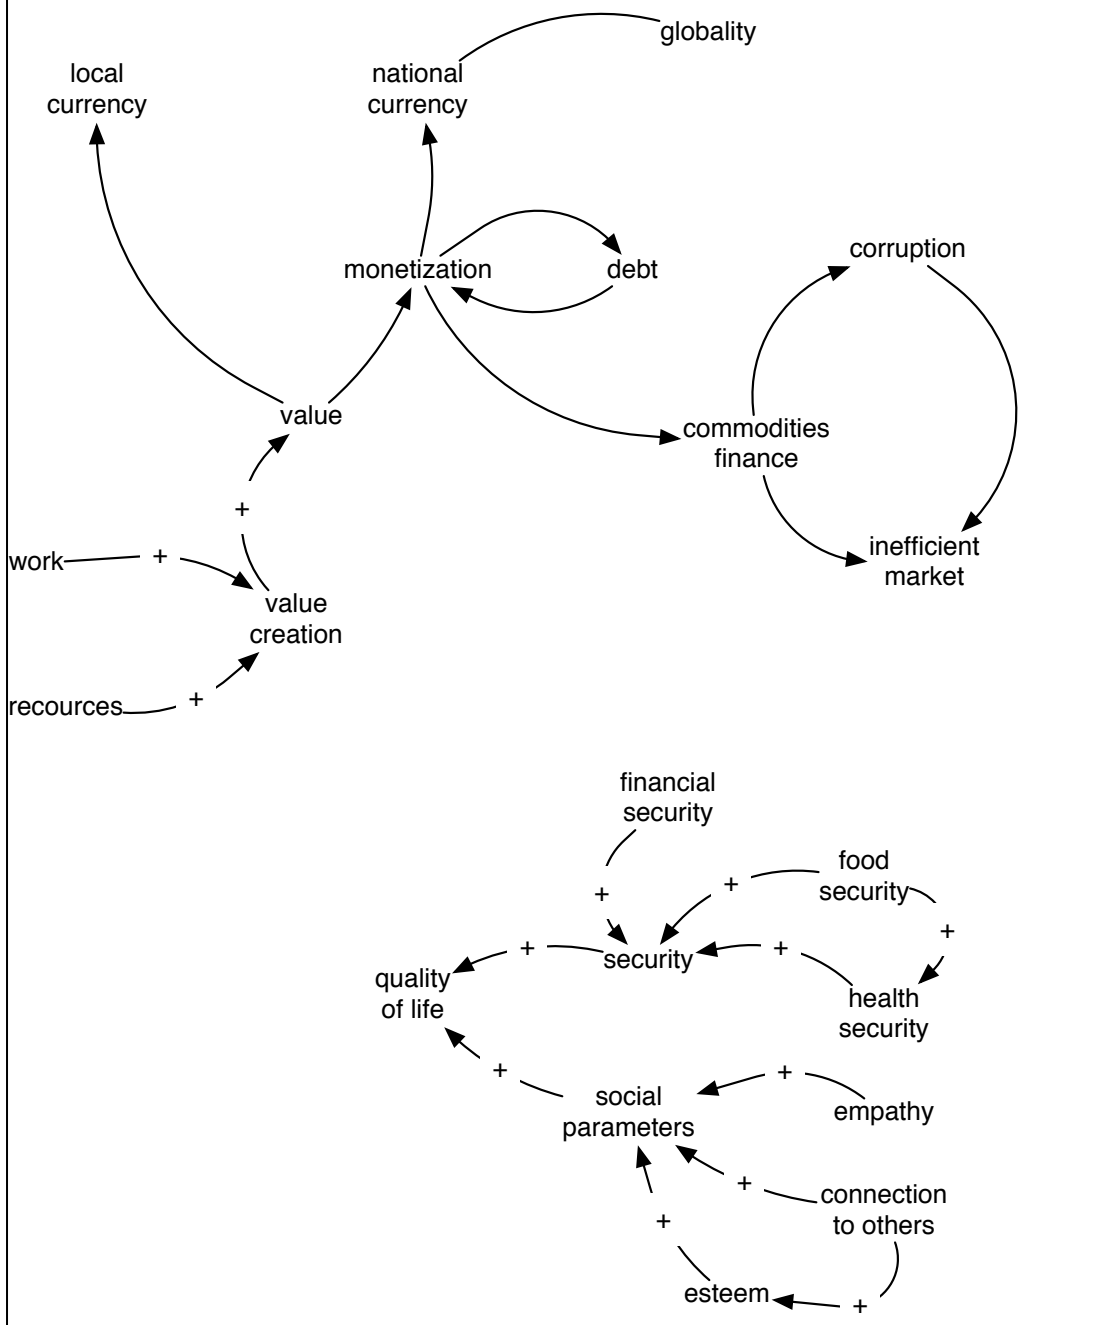 globality
local
currency
national
currency
corruption
monetization
debt
value
commodities
finance
+
inefficient
market
work
+
value
creation
recources
+
financial
security
food
security
+
+
+
security
+
+
quality
of life
health
security
+
+
social
parameters
empathy
+
connection
to others
+
esteem
+